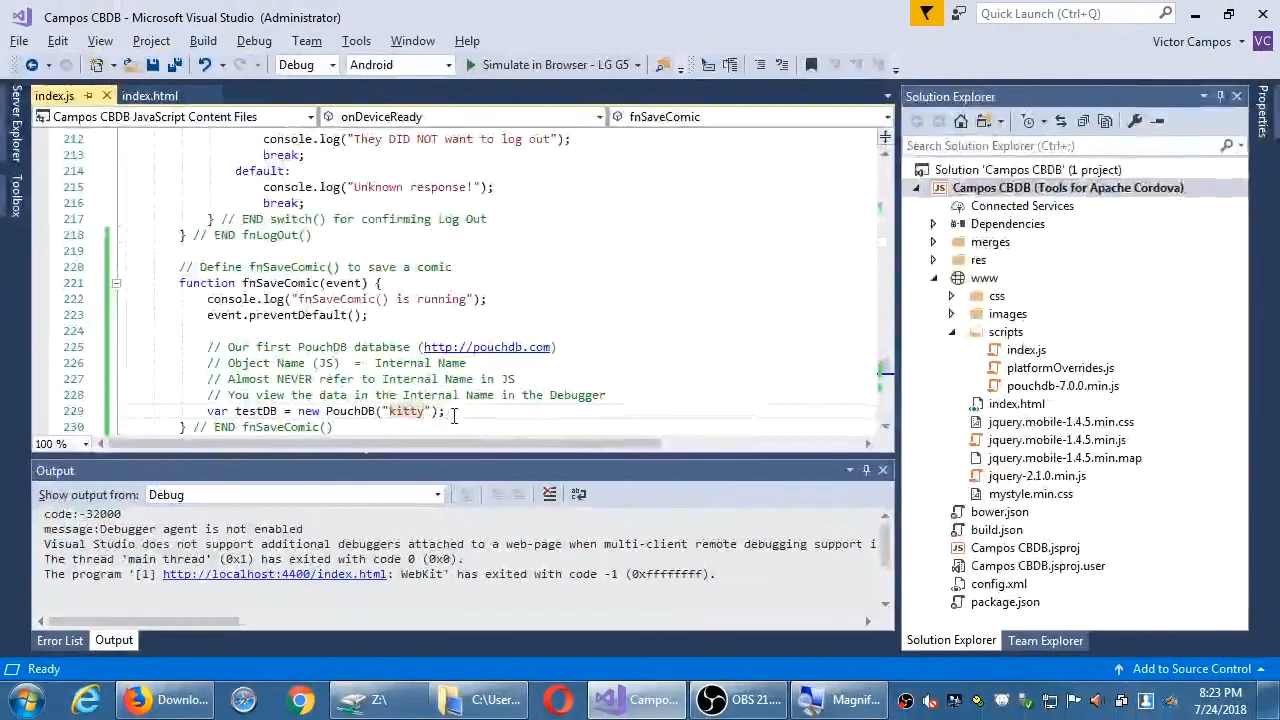 Campos CBDB - Microsoft Visual Studio (Administrator)
Quick Launch (Ctrl+;)
File Edit View Project Build Debug Team Tools Window Help
Victor Campos VC
Debug Android Simulate in Browser - LG G5
Server Explorer
Toolbox
index.js index.html
Campos CBDB JavaScript Content Files onDeviceReady fnSaveComic
212 console.log("They DID NOT want to log out");
213 break;
214 default:
215 console.log("Unknown response!");
216 break;
217 } // END switch() for confirming Log Out
218 } // END fnLogOut()
219
220 // Define fnSaveComic() to save a comic
221 function fnSaveComic(event) {
222 console.log("fnSaveComic() is running");
223 event.preventDefault();
224
225 // Our first PouchDB database (http://pouchdb.com)
226 // Object Name (JS) = Internal Name
227 // Almost NEVER refer to Internal Name in JS
228 // You view the data in the Internal Name in the Debugger
229 var testDB = new PouchDB("kitty");
230 } // END fnSaveComic()
100 %
Output
Show output from: Debug
code:-32000
message:Debugger agent is not enabled
Visual Studio does not support additional debuggers attached to a web-page when multi-client remote debugging support i
The thread 'main thread' (0x1) has exited with code 0 (0x0).
The program '[1] http://localhost:4400/index.html: WebKit' has exited with code -1 (0xffffffff).
Error List Output
Solution Explorer
Search Solution Explorer (Ctrl+;)
Solution 'Campos CBDB' (1 project)
JS Campos CBDB (Tools for Apache Cordova)
Connected Services
Dependencies
merges
res
www
css
images
scripts
index.js
platformOverrides.js
pouchdb-7.0.0.min.js
index.html
jquery.mobile-1.4.5.min.css
jquery.mobile-1.4.5.min.js
jquery.mobile-1.4.5.min.map
jquery-2.1.0.min.js
mystyle.min.css
bower.json
build.json
JS Campos CBDB.jsproj
Campos CBDB.jsproj.user
config.xml
package.json
Solution Explorer Team Explorer
Properties
Ready Add to Source Control
Downlo... Z:\ C:\User... Campo... OBS 21.... Magnif...
8:23 PM
7/24/2018